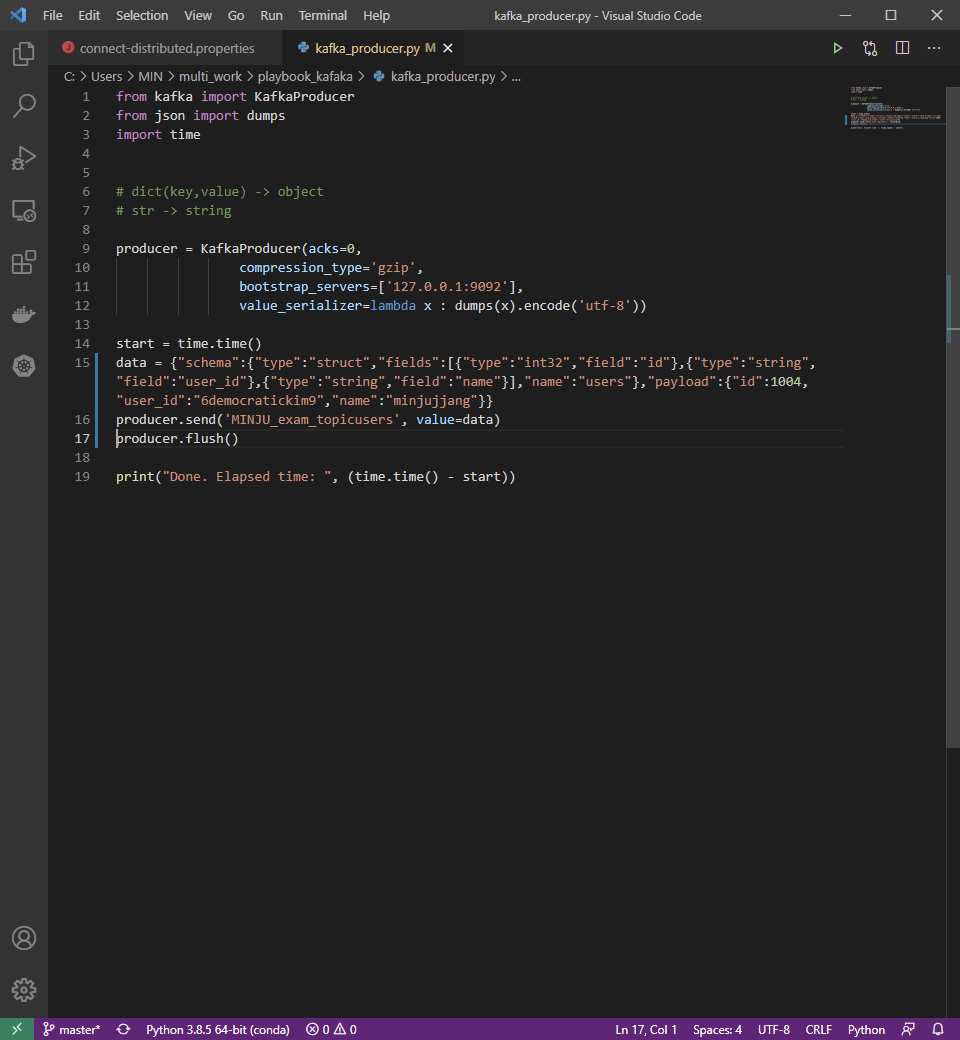 File Edit Selection View Go Run Terminal Help kafka_producer.py - Visual Studio Code
connect-distributed.properties kafka_producer.py M
C: > Users > MIN > multi_work > playbook_kafaka > kafka_producer.py > ...
1 from kafka import KafkaProducer
2 from json import dumps
3 import time
4
5
6 # dict(key,value) -> object
7 # str -> string
8
9 producer = KafkaProducer(acks=0,
10 compression_type='gzip',
11 bootstrap_servers=['127.0.0.1:9092'],
12 value_serializer=lambda x : dumps(x).encode('utf-8'))
13
14 start = time.time()
15 data = {"schema":{"type":"struct","fields":[{"type":"int32","field":"id"},{"type":"string",
"field":"user_id"},{"type":"string","field":"name"}],"name":"users"},"payload":{"id":1004,
"user_id":"6democratickim9","name":"minjujjang"}}
16 producer.send('MINJU_exam_topicusers', value=data)
17 producer.flush()
18
19 print("Done. Elapsed time: ", (time.time() - start))
master* Python 3.8.5 64-bit (conda) 0 0 Ln 17, Col 1 Spaces: 4 UTF-8 CRLF Python